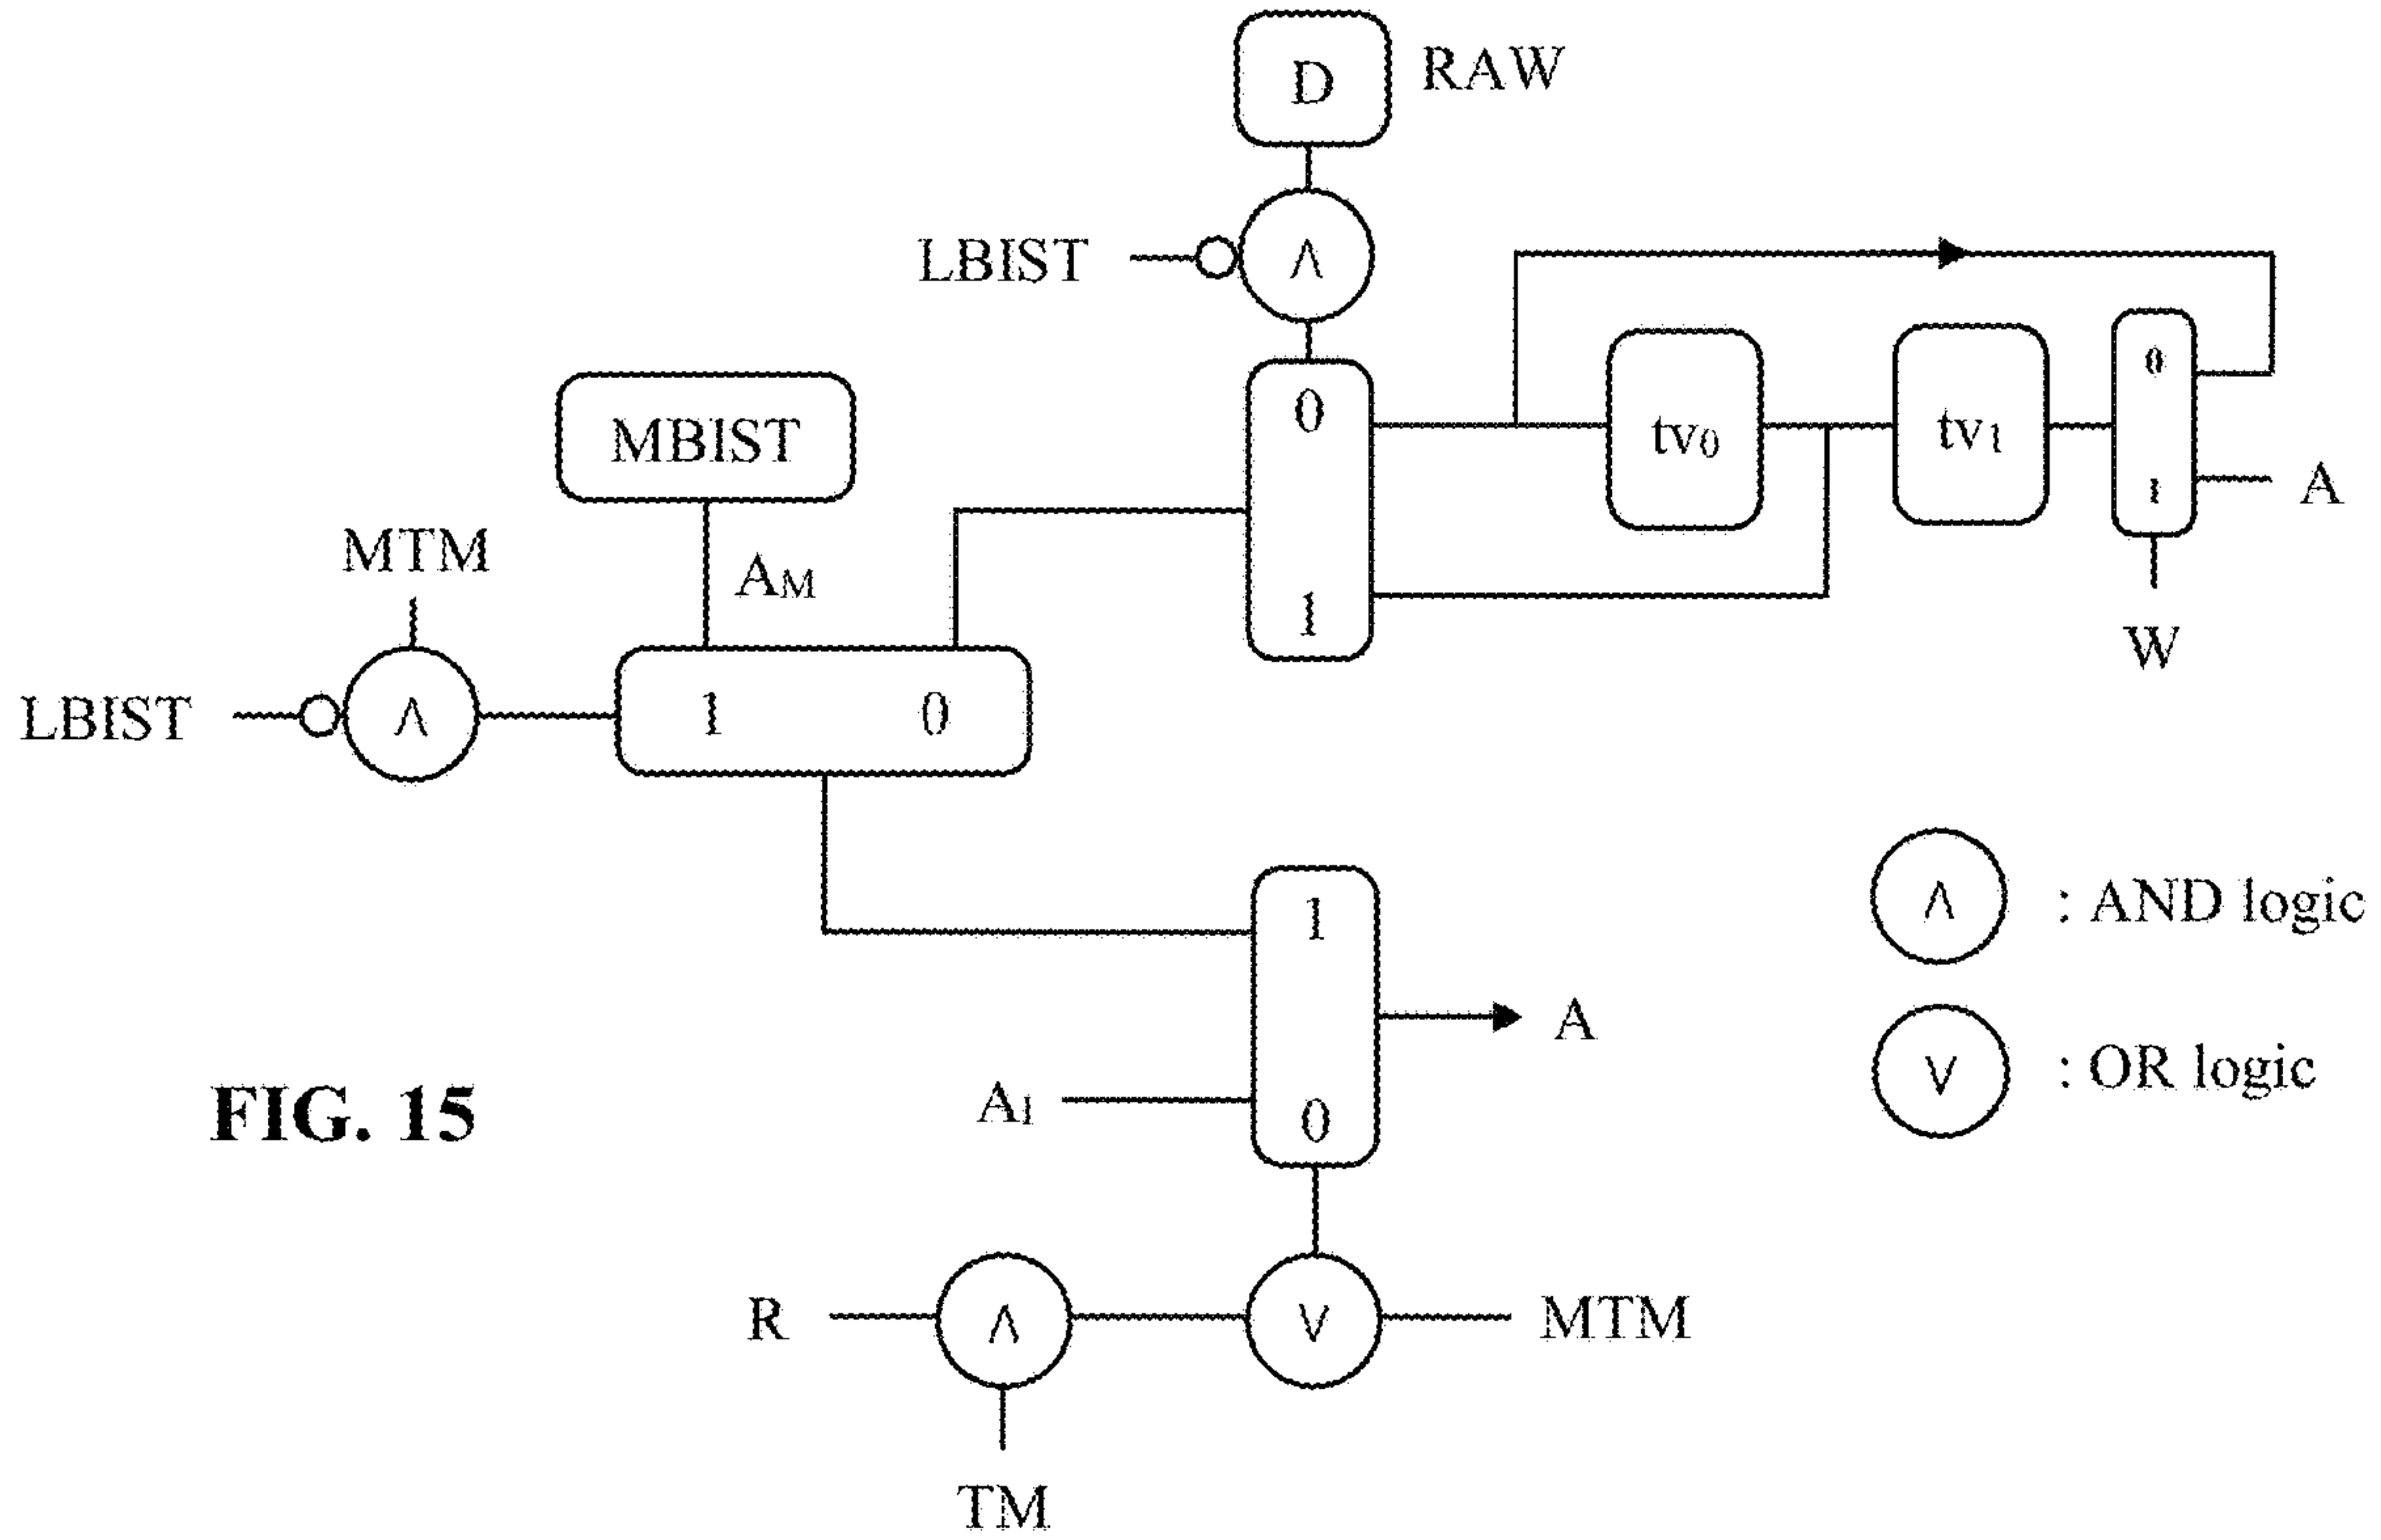 D RAW
LBIST ∧
0 tv₀ tv₁ 0
MBIST
1 A
MTM Aₘ 1
W
LBIST ∧ 1 0
1
∧ : AND logic
A
∨ : OR logic
A₁ 0
FIG. 15
R ∧ ∨ MTM
TM